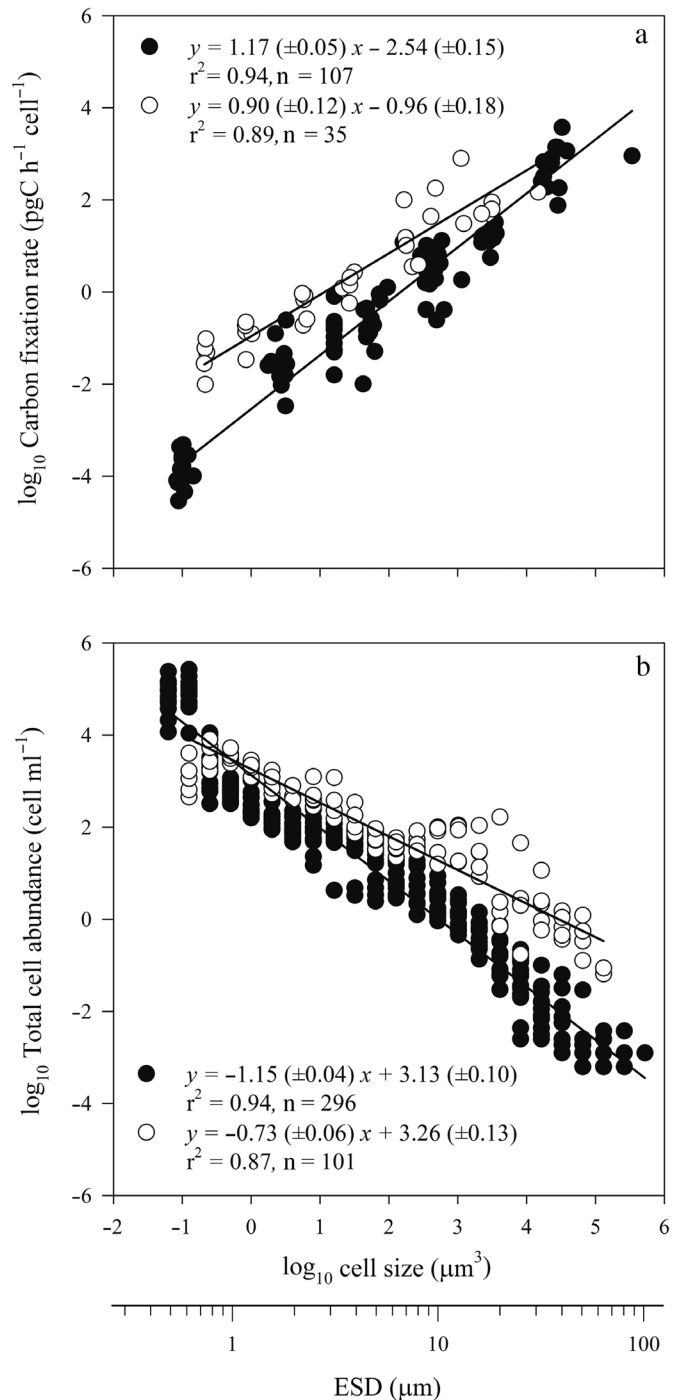 a
y = 1.17 (±0.05) x – 2.54 (±0.15)
r² = 0.94, n = 107
y = 0.90 (±0.12) x – 0.96 (±0.18)
r² = 0.89, n = 35
log₁₀ Carbon fixation rate (pgC h⁻¹ cell⁻¹)
6
4
2
0
-2
-4
-6
b
log₁₀ Total cell abundance (cell ml⁻¹)
6
4
2
0
-2
-4
-6
y = –1.15 (±0.04) x + 3.13 (±0.10)
r² = 0.94, n = 296
y = –0.73 (±0.06) x + 3.26 (±0.13)
r² = 0.87, n = 101
-2 -1 0 1 2 3 4 5 6
log₁₀ cell size (μm³)
1 10 100
ESD (μm)